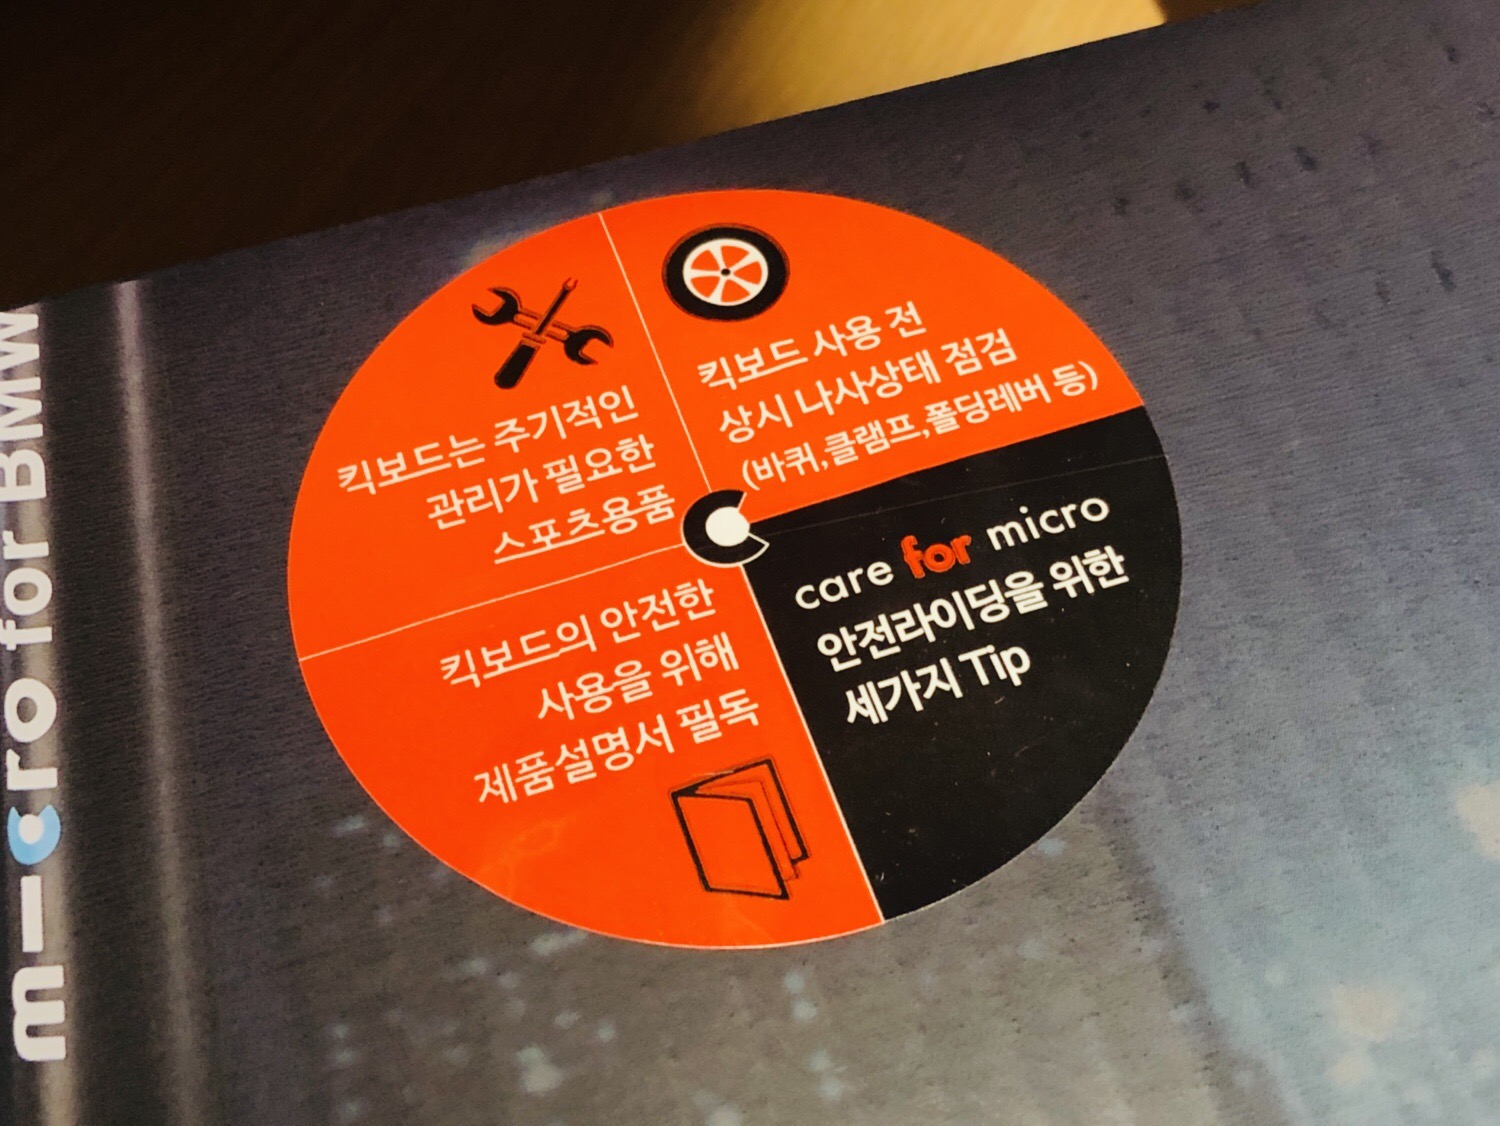 킥보드는 주기적인
관리가 필요한
스포츠용품
킥보드 사용 전
상시 나사상태 점검
(바퀴,클램프,폴딩레버 등)
킥보드의 안전한
사용을 위해
제품설명서 필독
care for micro
안전라이딩을 위한
세가지 Tip
micro for BMW